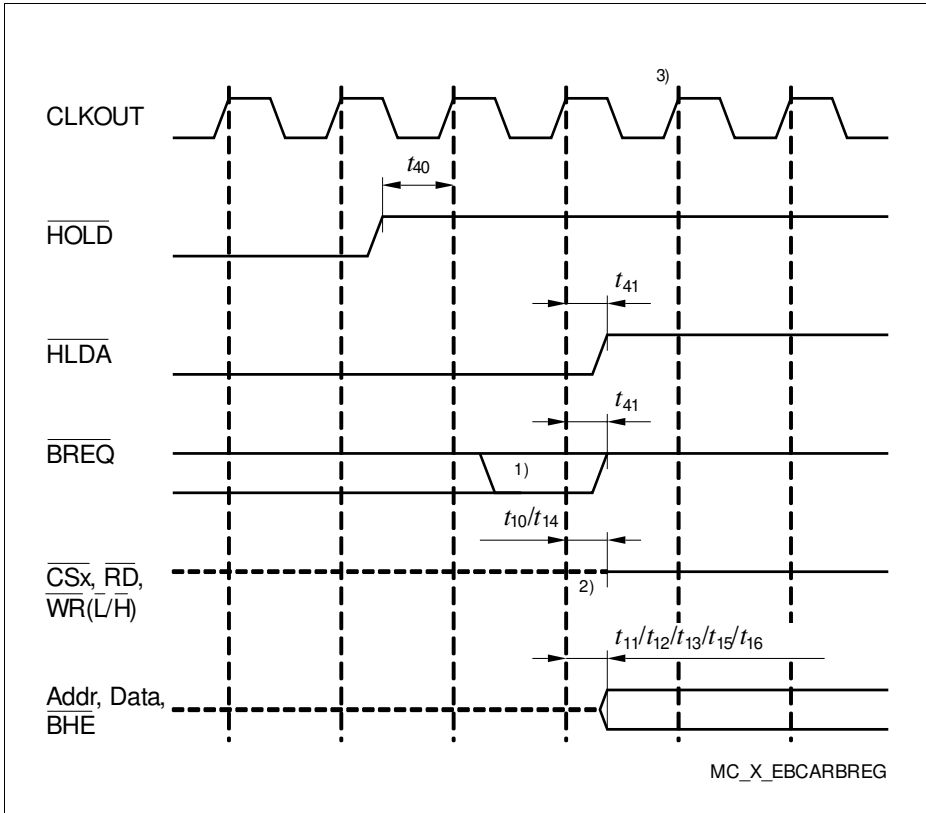 3)
CLKOUT
t40
HOLD
t41
HLDA
t41
BREQ
1)
t10/t14
CSx, RD,
WR(L/H)
2)
t11/t12/t13/t15/t16
Addr, Data,
BHE
MC_X_EBCARBREG